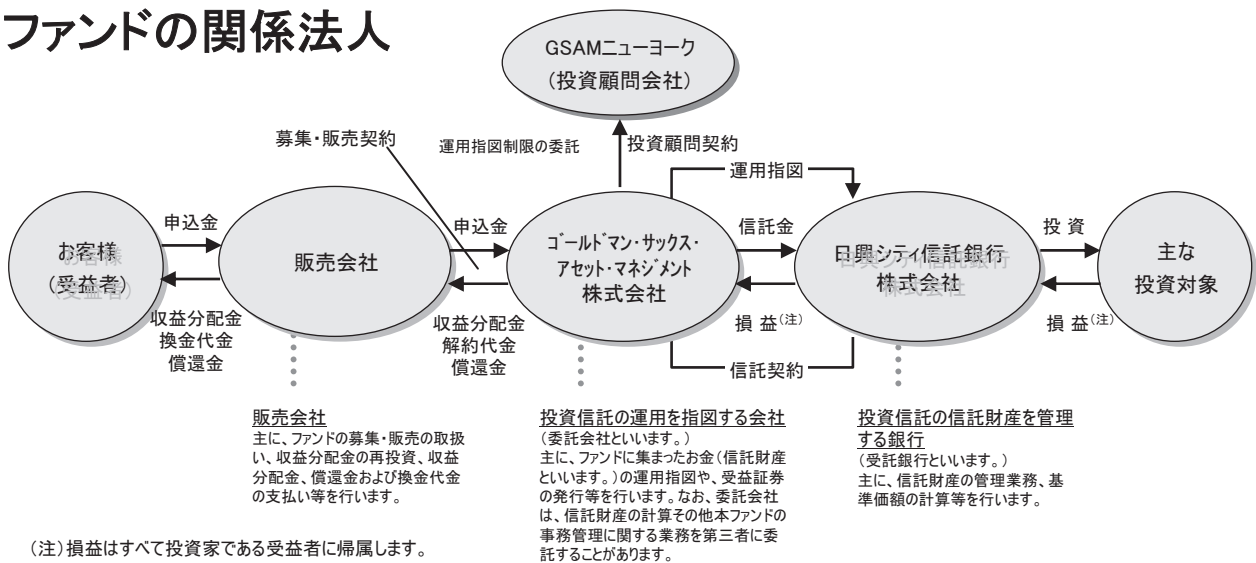 ファンドの関係法人
GSAMニューヨーク
(投資顧問会社)
募集・販売契約
運用指図制限の委託
投資顧問契約
運用指図
お客様
(受益者)
申込金
収益分配金
換金代金
償還金
販売会社
申込金
収益分配金
解約代金
償還金
ゴールドマン・サックス・
アセット・マネジメント
株式会社
信託金
損 益(注)
信託契約
日興シティ信託銀行
株式会社
投 資
損 益(注)
主な
投資対象
販売会社
主に、ファンドの募集・販売の取扱
い、収益分配金の再投資、収益
分配金、償還金および換金代金
の支払い等を行います。
投資信託の運用を指図する会社
(委託会社といいます。)
主に、ファンドに集まったお金(信託財産
といいます。)の運用指図や、受益証券
の発行等を行います。なお、委託会社
は、信託財産の計算その他本ファンドの
事務管理に関する業務を第三者に委
託することがあります。
投資信託の信託財産を管理
する銀行
(受託銀行といいます。)
主に、信託財産の管理業務、基
準価額の計算等を行います。
(注)損益はすべて投資家である受益者に帰属します。